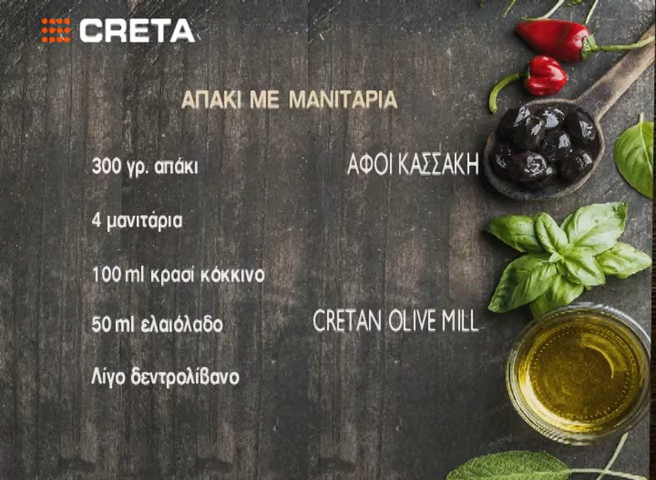 CRETA
ΑΠΑΚΙ ΜΕ ΜΑΝΙΤΑΡΙΑ
300 γρ. απάκι ΑΦΟΙ ΚΑΣΣΑΚΗ
4 μανιτάρια
100 ml κρασί κόκκινο
50 ml ελαιόλαδο CRETAN OLIVE MILL
Λίγο δεντρολίβανο